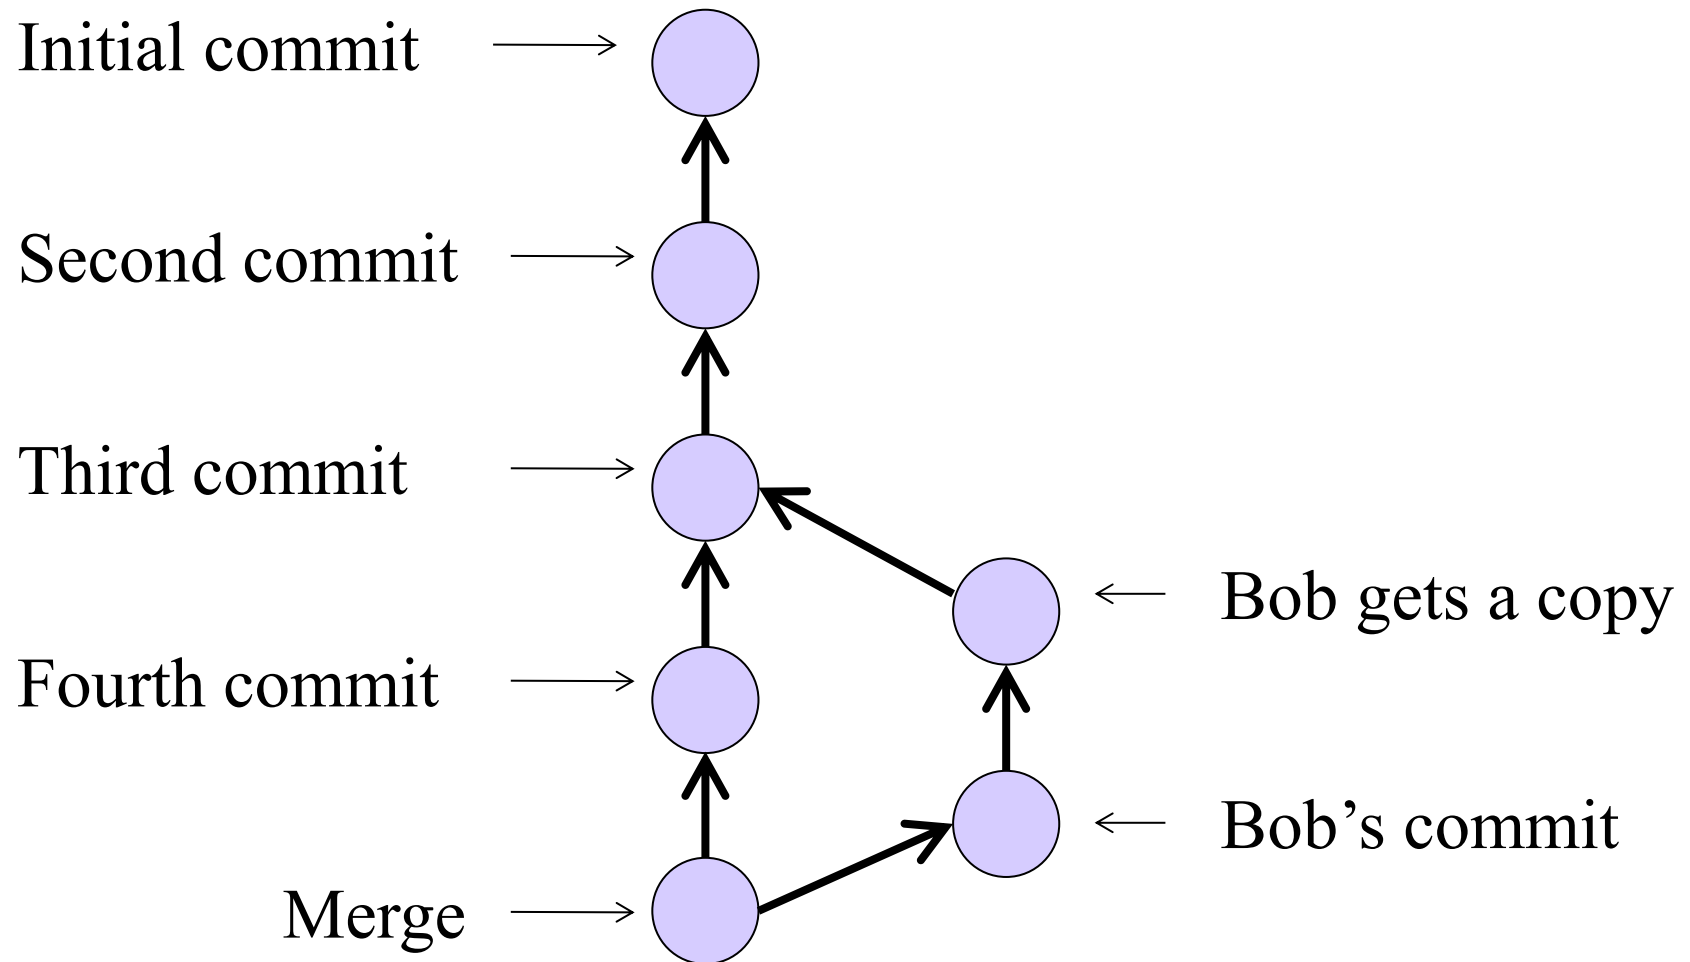 Initial commit
Second commit
Third commit
Bob gets a copy
Fourth commit
Bob’s commit
Merge